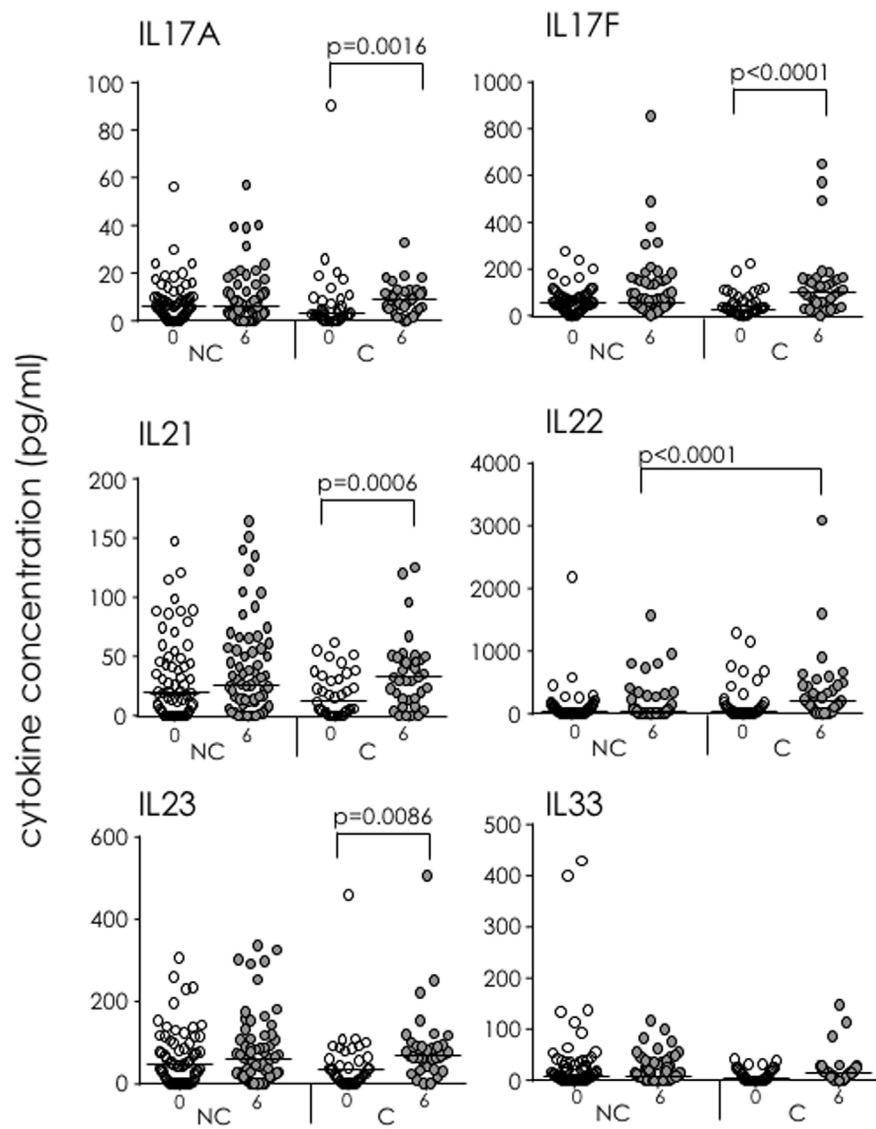 cytokine concentration (pg/ml)
IL17A
p=0.0016
100
80
60
40
20
0
0 6 0 6
NC C
IL17F
p<0.0001
1000
800
600
400
200
0
0 6 0 6
NC C
IL21
p=0.0006
200
150
100
50
0
0 6 0 6
NC C
IL22
p<0.0001
4000
3000
2000
1000
0
0 6 0 6
NC C
IL23
p=0.0086
600
400
200
0
0 6 0 6
NC C
IL33
500
400
300
200
100
0
0 6 0 6
NC C